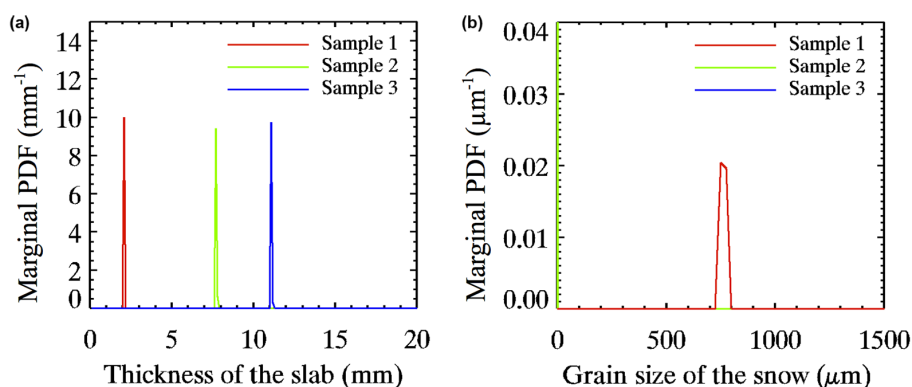 (a)
Marginal PDF (mm⁻¹)
14
12
10
8
6
4
2
0
Sample 1
Sample 2
Sample 3
0 5 10 15 20
Thickness of the slab (mm)
(b)
Marginal PDF (μm⁻¹)
0.04
0.03
0.02
0.01
0.00
Sample 1
Sample 2
Sample 3
0 500 1000 1500
Grain size of the snow (μm)